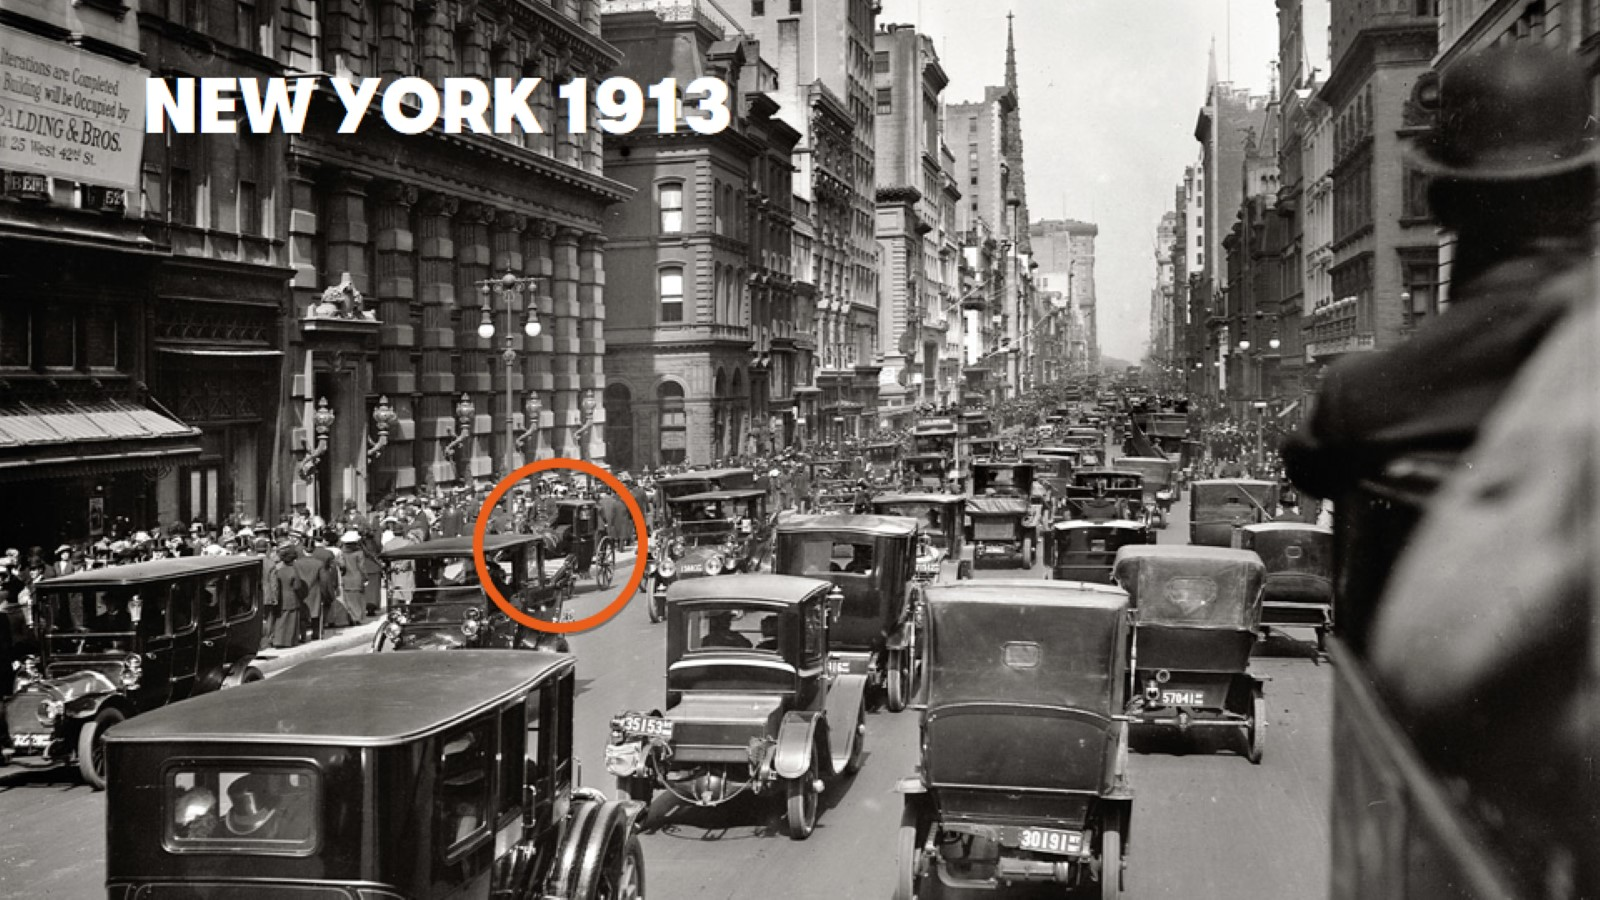 lterations are Completed
Building will be Occupied by
PALDING & BROS.
25 West 42nd St.
NEW YORK 1913
35153
57041
30191